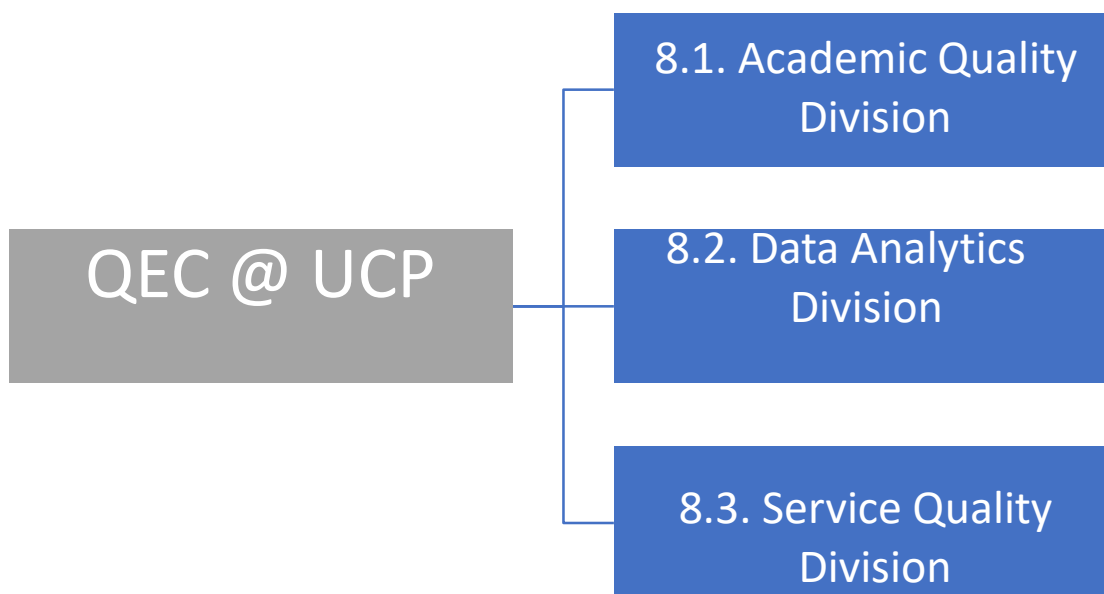 QEC @ UCP
8.1. Academic Quality
Division
8.2. Data Analytics
Division
8.3. Service Quality
Division